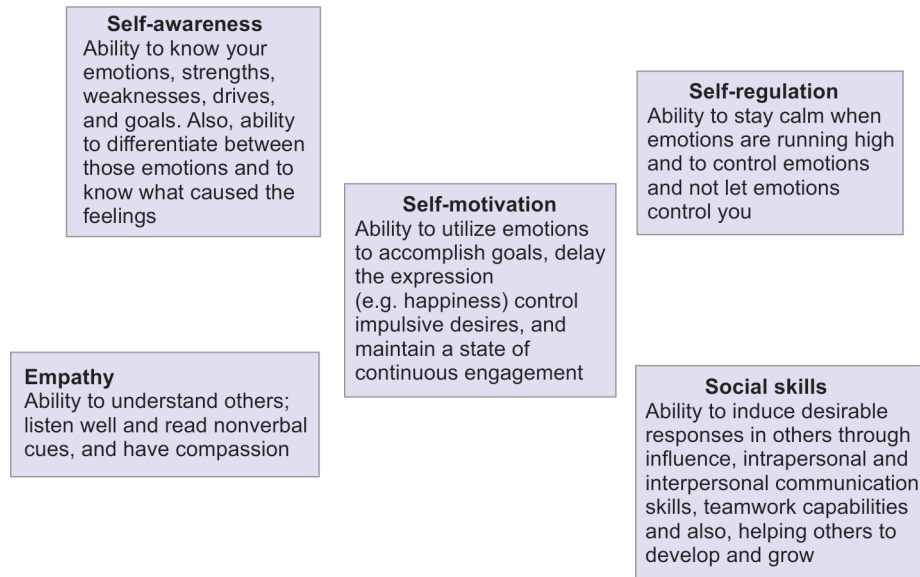 Self-awareness
Ability to know your
emotions, strengths,
weaknesses, drives,
and goals. Also, ability
to differentiate between
those emotions and to
know what caused the
feelings
Self-regulation
Ability to stay calm when
emotions are running high
and to control emotions
and not let emotions
control you
Self-motivation
Ability to utilize emotions
to accomplish goals, delay
the expression
(e.g. happiness) control
impulsive desires, and
maintain a state of
continuous engagement
Empathy
Ability to understand others;
listen well and read nonverbal
cues, and have compassion
Social skills
Ability to induce desirable
responses in others through
influence, intrapersonal and
interpersonal communication
skills, teamwork capabilities
and also, helping others to
develop and grow